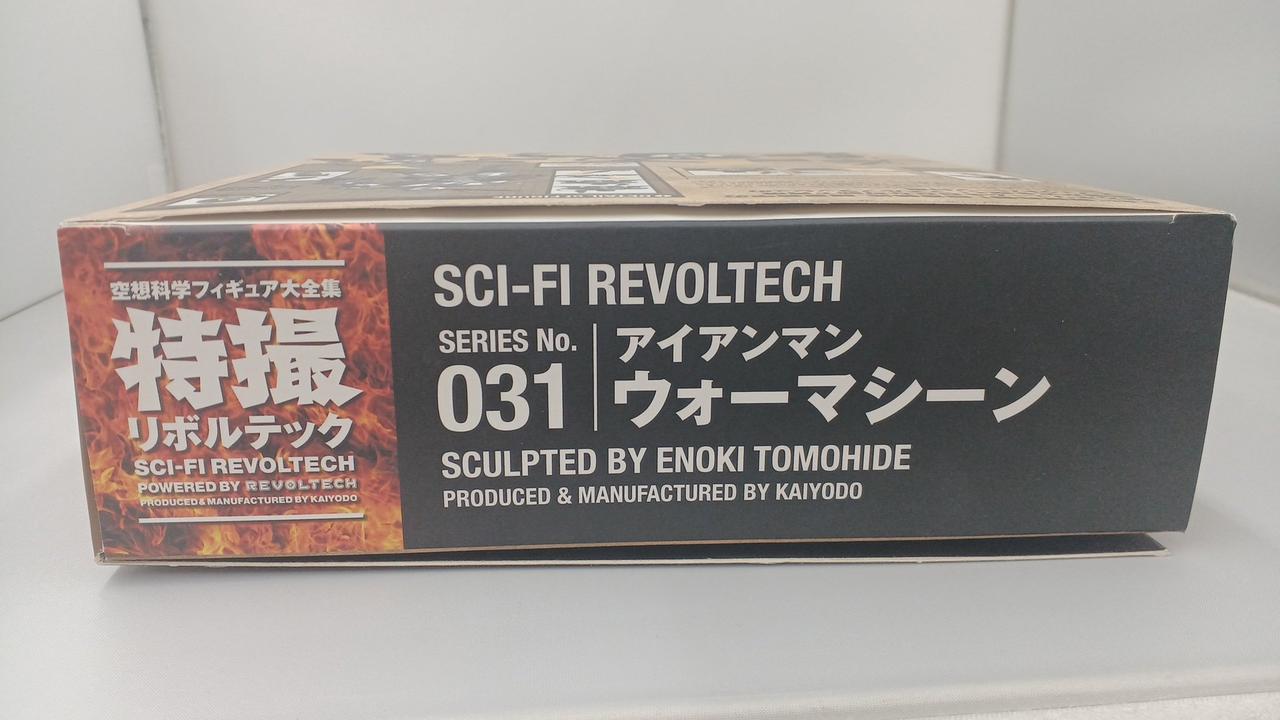 空想科学フィギュア大全集
特撮
リボルテック
SCI-FI REVOLTECH
POWERED BY REVOLTECH
PRODUCED & MANUFACTURED BY KAIYODO
SCI-FI REVOLTECH
SERIES No.
031
アイアンマン
ウォーマシーン
SCULPTED BY ENOKI TOMOHIDE
PRODUCED & MANUFACTURED BY KAIYODO